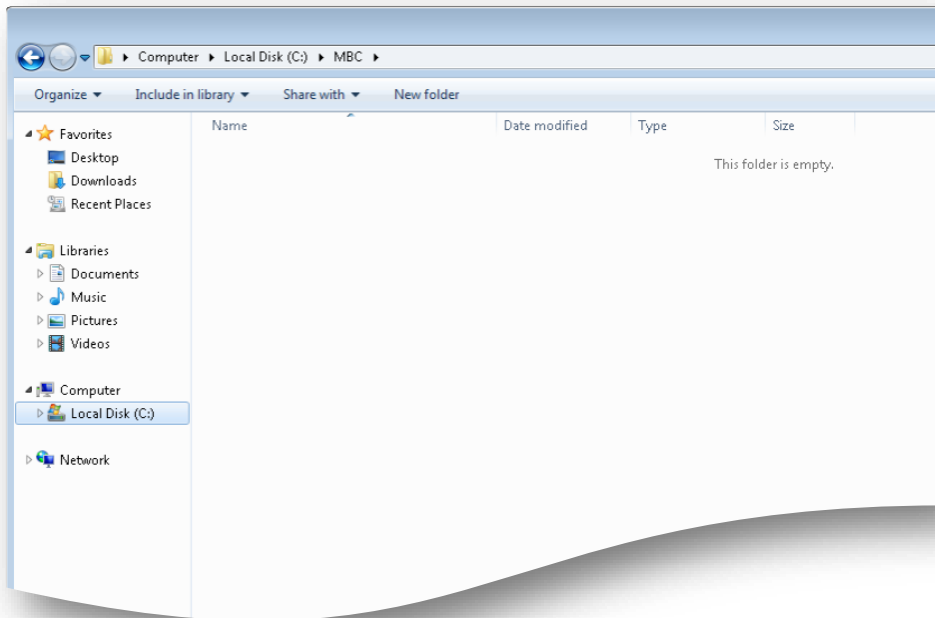 Computer Local Disk (C:) MBC
Organize Include in library Share with New folder
Name Date modified Type Size
This folder is empty.
Favorites
Desktop
Downloads
Recent Places
Libraries
Documents
Music
Pictures
Videos
Computer
Local Disk (C:)
Network